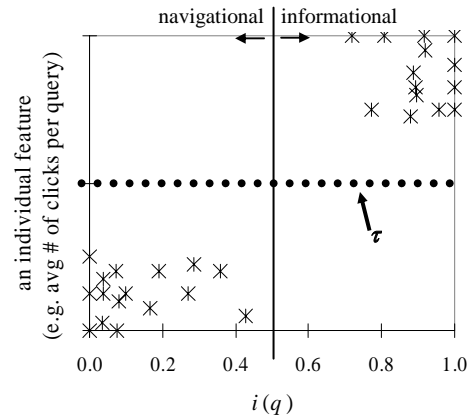 navigational informational
an individual feature
(e.g. avg # of clicks per query)
τ
0.0 0.2 0.4 0.6 0.8 1.0
i(q)